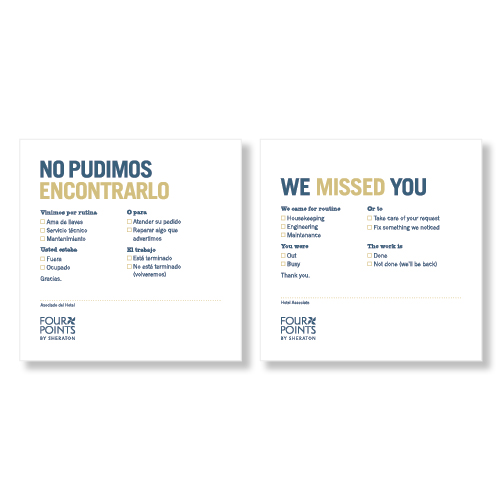 NO PUDIMOS
ENCONTRARLO
Vinimos por rutina
Ama de llaves
Servicio técnico
Mantenimiento
Usted estaba
Fuera
Ocupado
Gracias.
O para
Atender su pedido
Reparar algo que
advertimos
El trabajo
Está terminado
No está terminado
(volveremos)
Asociado del Hotel
FOUR
POINTS
BY SHERATON
WE MISSED YOU
We came for routine
Housekeeping
Engineering
Maintenance
You were
Out
Busy
Thank you.
Or to
Take care of your request
Fix something we noticed
The work is
Done
Not done (we'll be back)
Hotel Associate
FOUR
POINTS
BY SHERATON